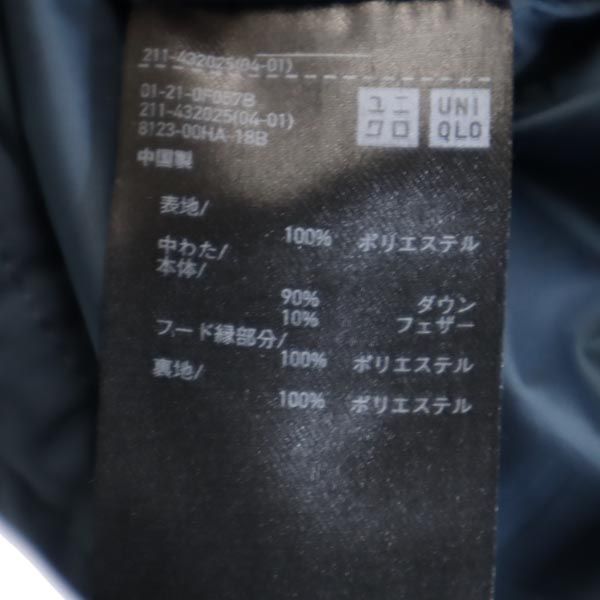 211-432025(04-01)
01-21-0F057B
211-432025(04-01)
8123-00HA-18B
中国製
ユニ
クロ
UNI
QLO
表地/
100% ポリエステル
中わた/
本体/
90% ダウン
10% フェザー
フード縁部分/
100% ポリエステル
裏地/
100% ポリエステル